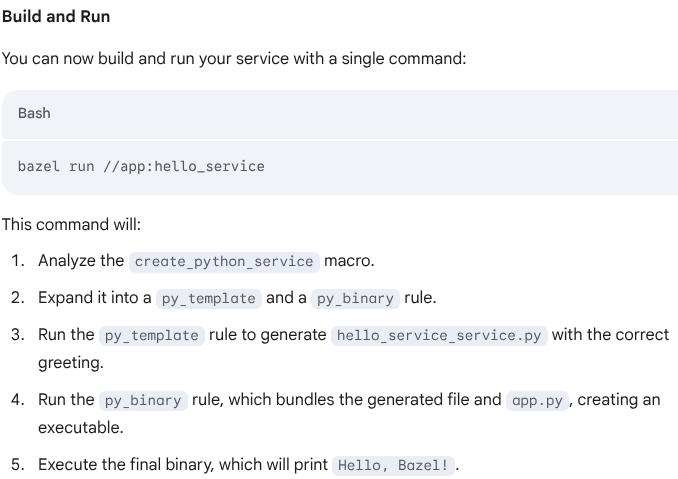 Build and Run
You can now build and run your service with a single command:
Bash
bazel run //app:hello_service
This command will:
1. Analyze the create_python_service macro.
2. Expand it into a py_template and a py_binary rule.
3. Run the py_template rule to generate hello_service_service.py with the correct
greeting.
4. Run the py_binary rule, which bundles the generated file and app.py, creating an
executable.
5. Execute the final binary, which will print Hello, Bazel!.